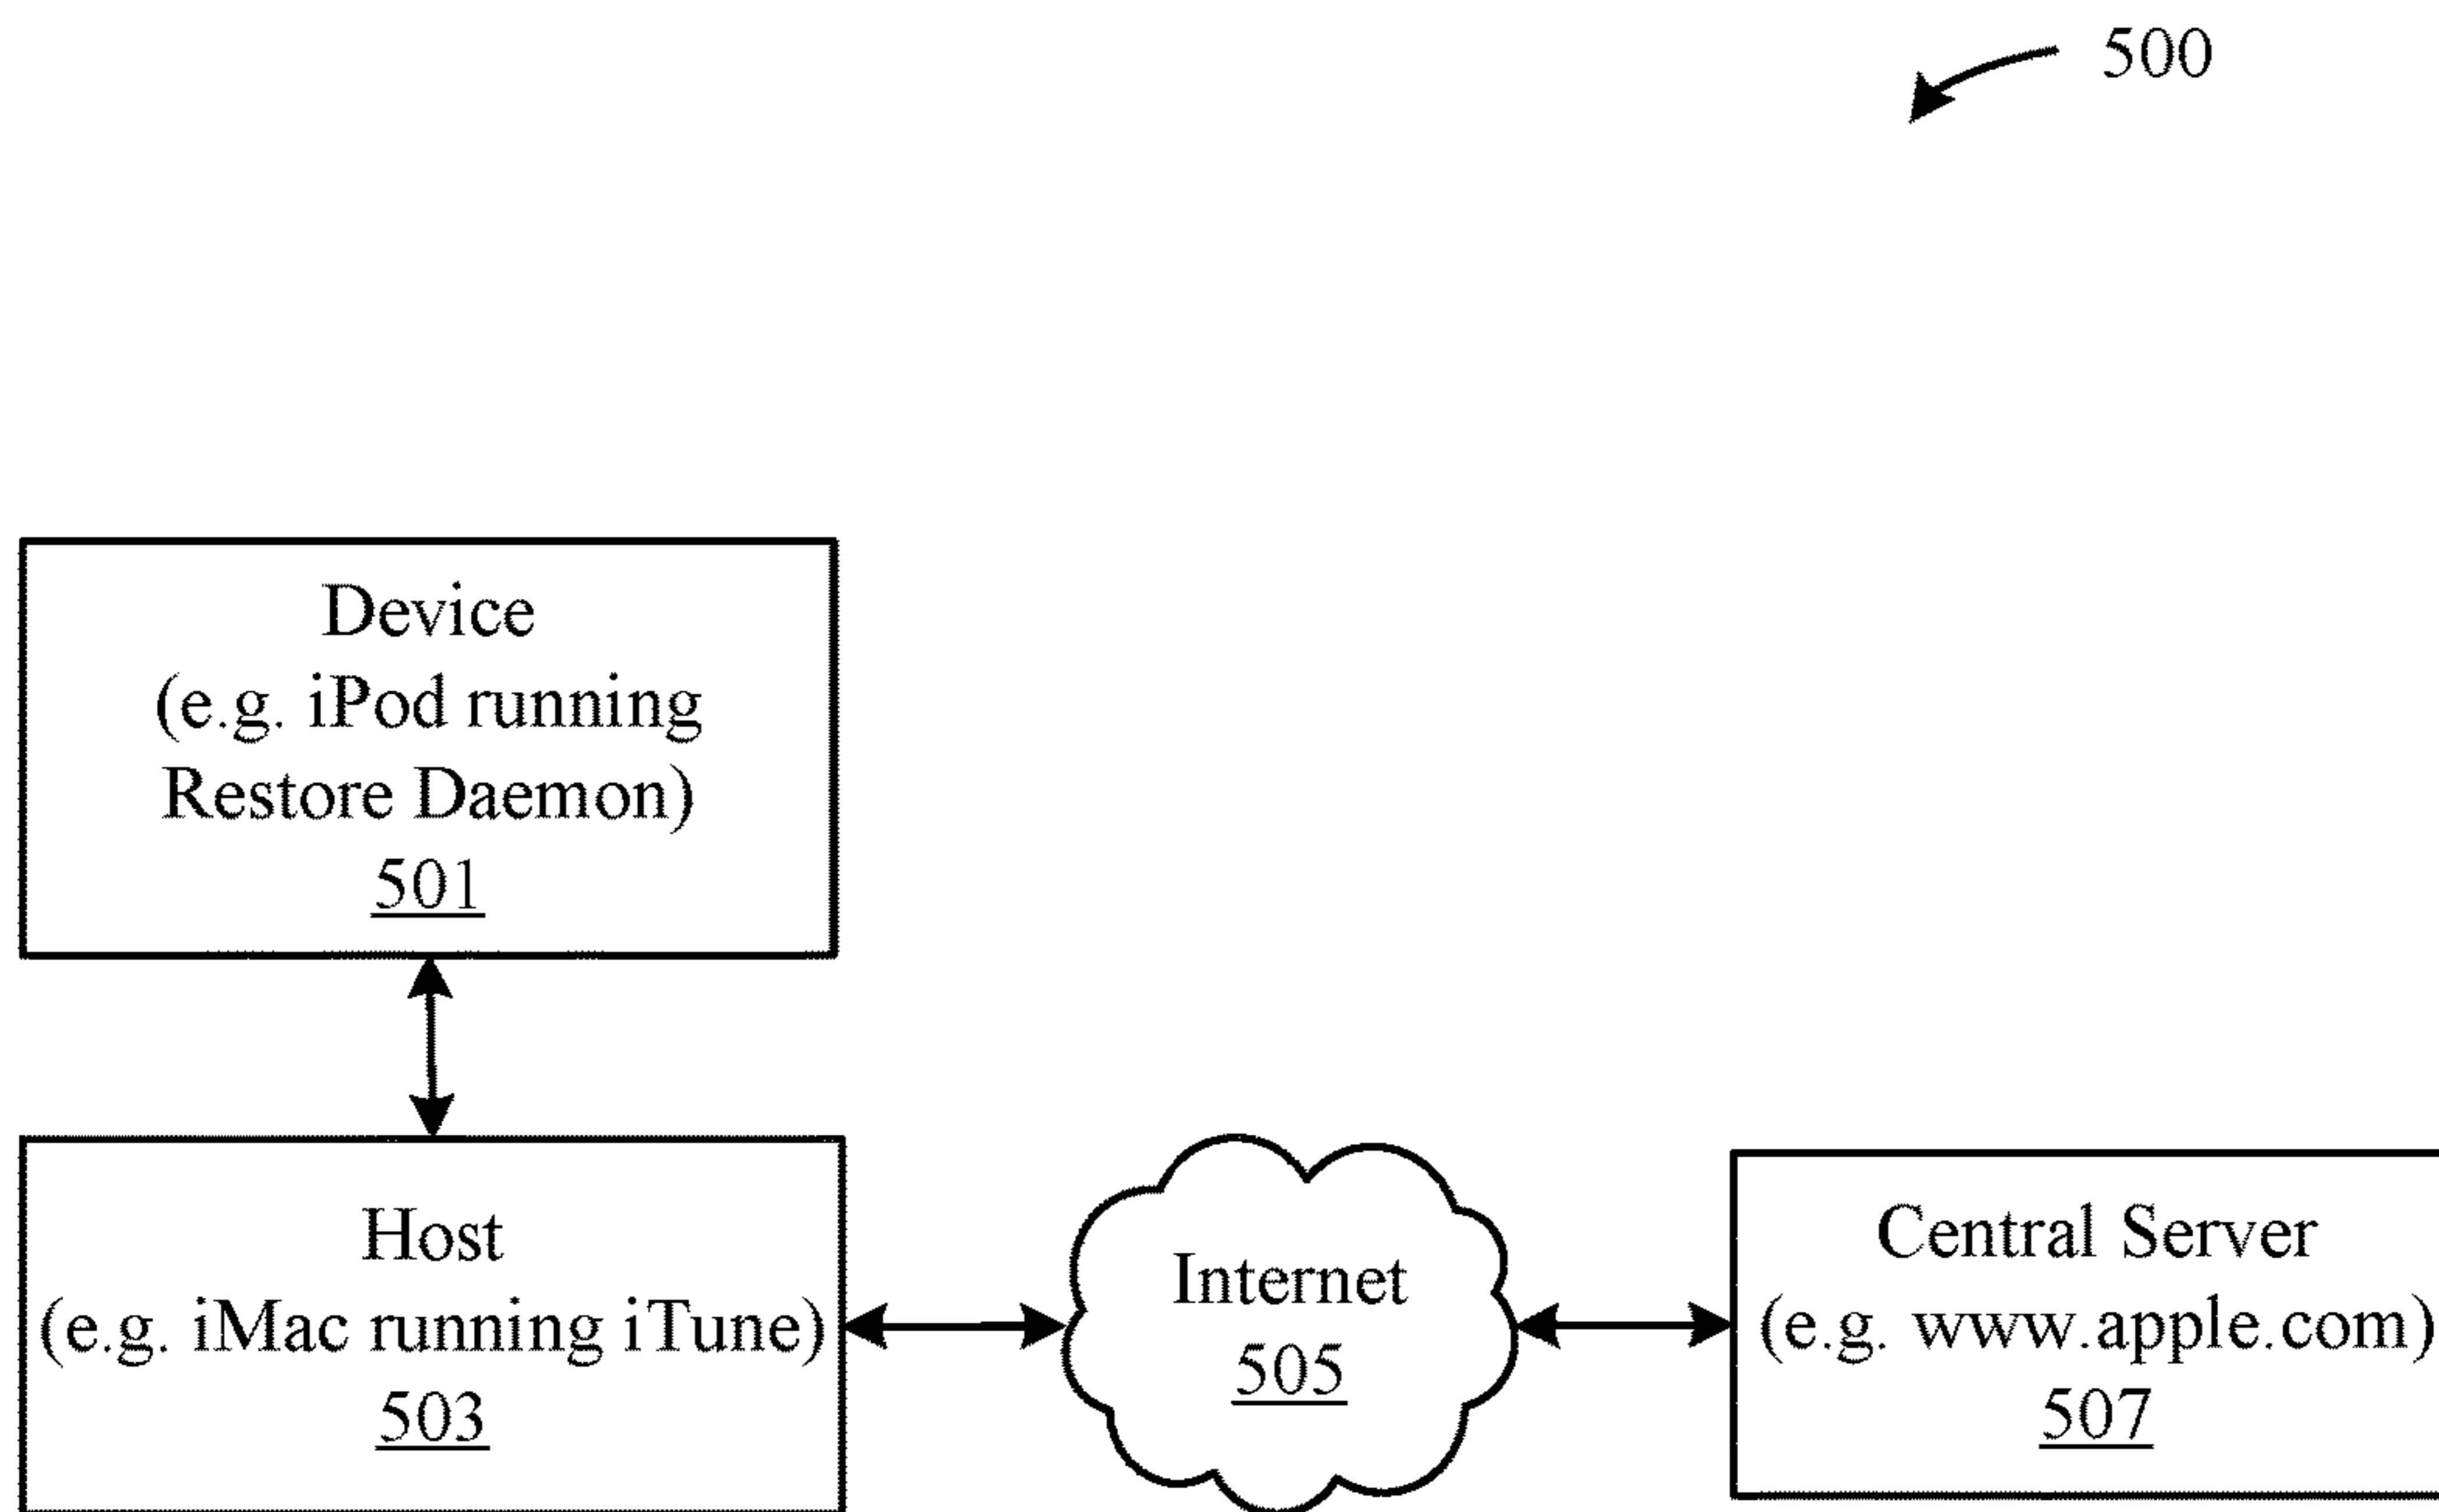 500
Device
(e.g. iPod running
Restore Daemon)
501
Host
(e.g. iMac running iTune)
503
Internet
505
Central Server
(e.g. www.apple.com)
507